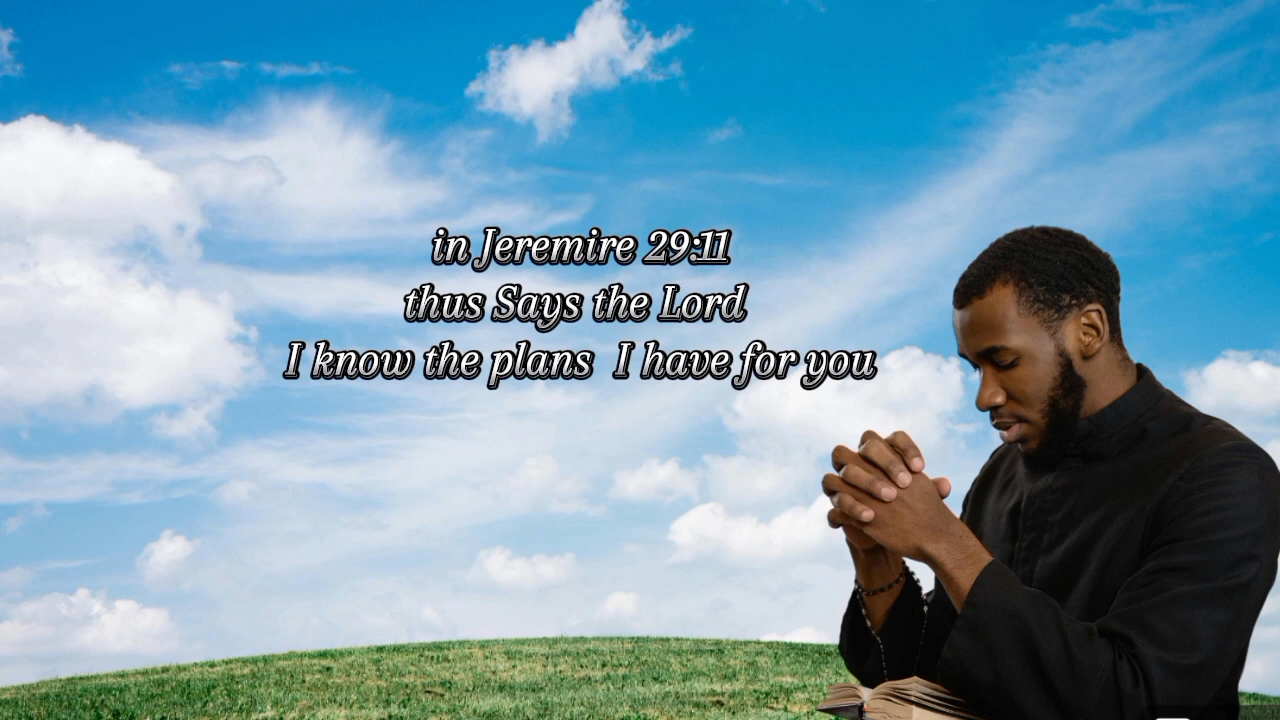 in Jeremire 29:11
thus Says the Lord
I know the plans  I have for you